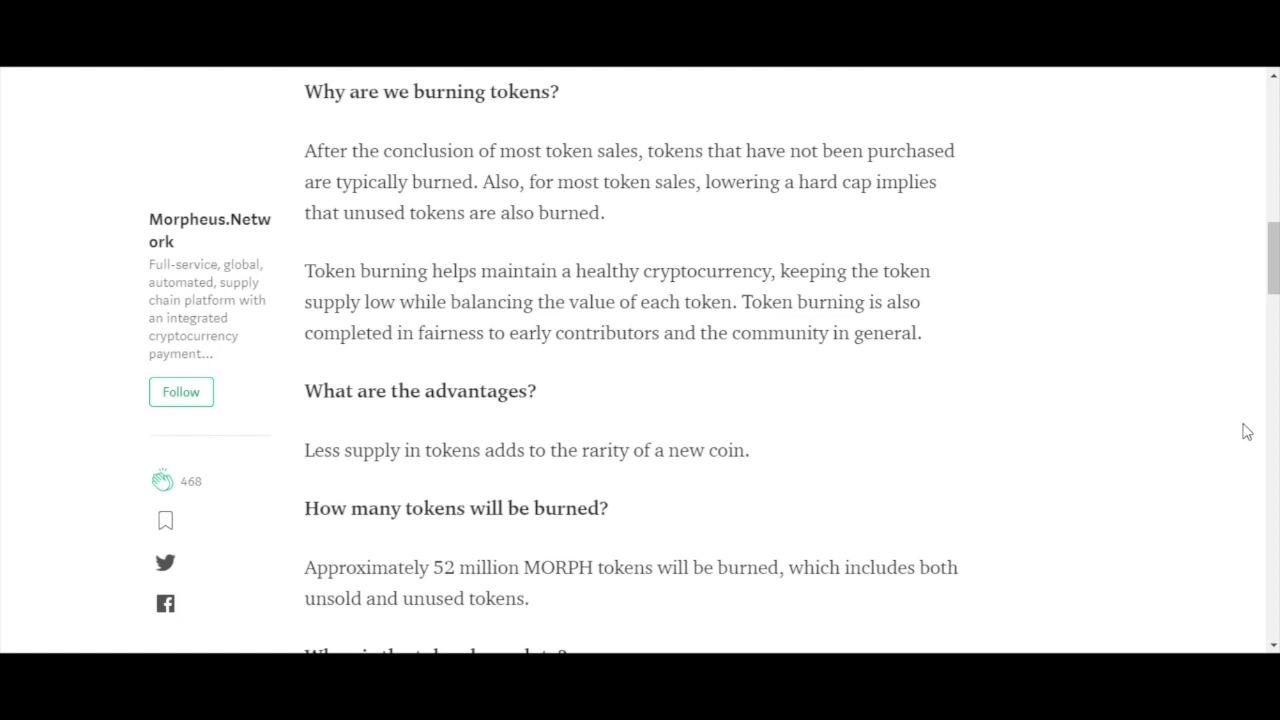 Why are we burning tokens?
After the conclusion of most token sales, tokens that have not been purchased
are typically burned. Also, for most token sales, lowering a hard cap implies
that unused tokens are also burned.
Morpheus.Netw
ork
Full-service, global,
automated, supply
chain platform with
an integrated
cryptocurrency
payment...
Follow
468
Token burning helps maintain a healthy cryptocurrency, keeping the token
supply low while balancing the value of each token. Token burning is also
completed in fairness to early contributors and the community in general.
What are the advantages?
Less supply in tokens adds to the rarity of a new coin.
How many tokens will be burned?
Approximately 52 million MORPH tokens will be burned, which includes both
unsold and unused tokens.